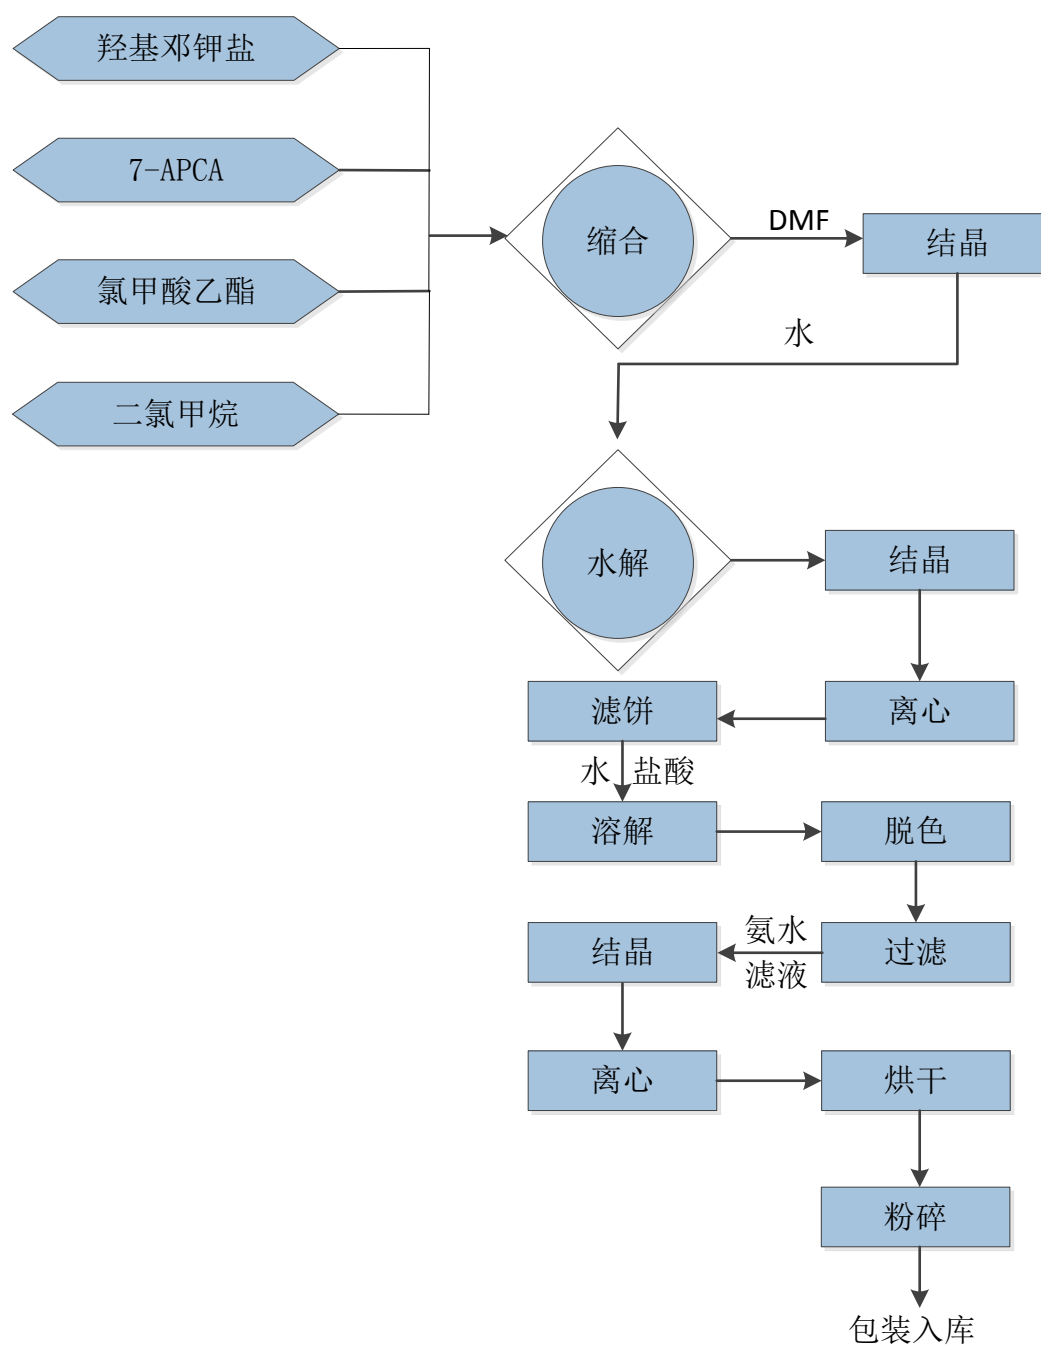 羟基邓钾盐
7-APCA
氯甲酸乙酯
二氯甲烷
缩合
DMF
结晶
水
水解
结晶
滤饼
离心
水 盐酸
溶解
脱色
结晶
氨水
滤液
过滤
离心
烘干
粉碎
包装入库